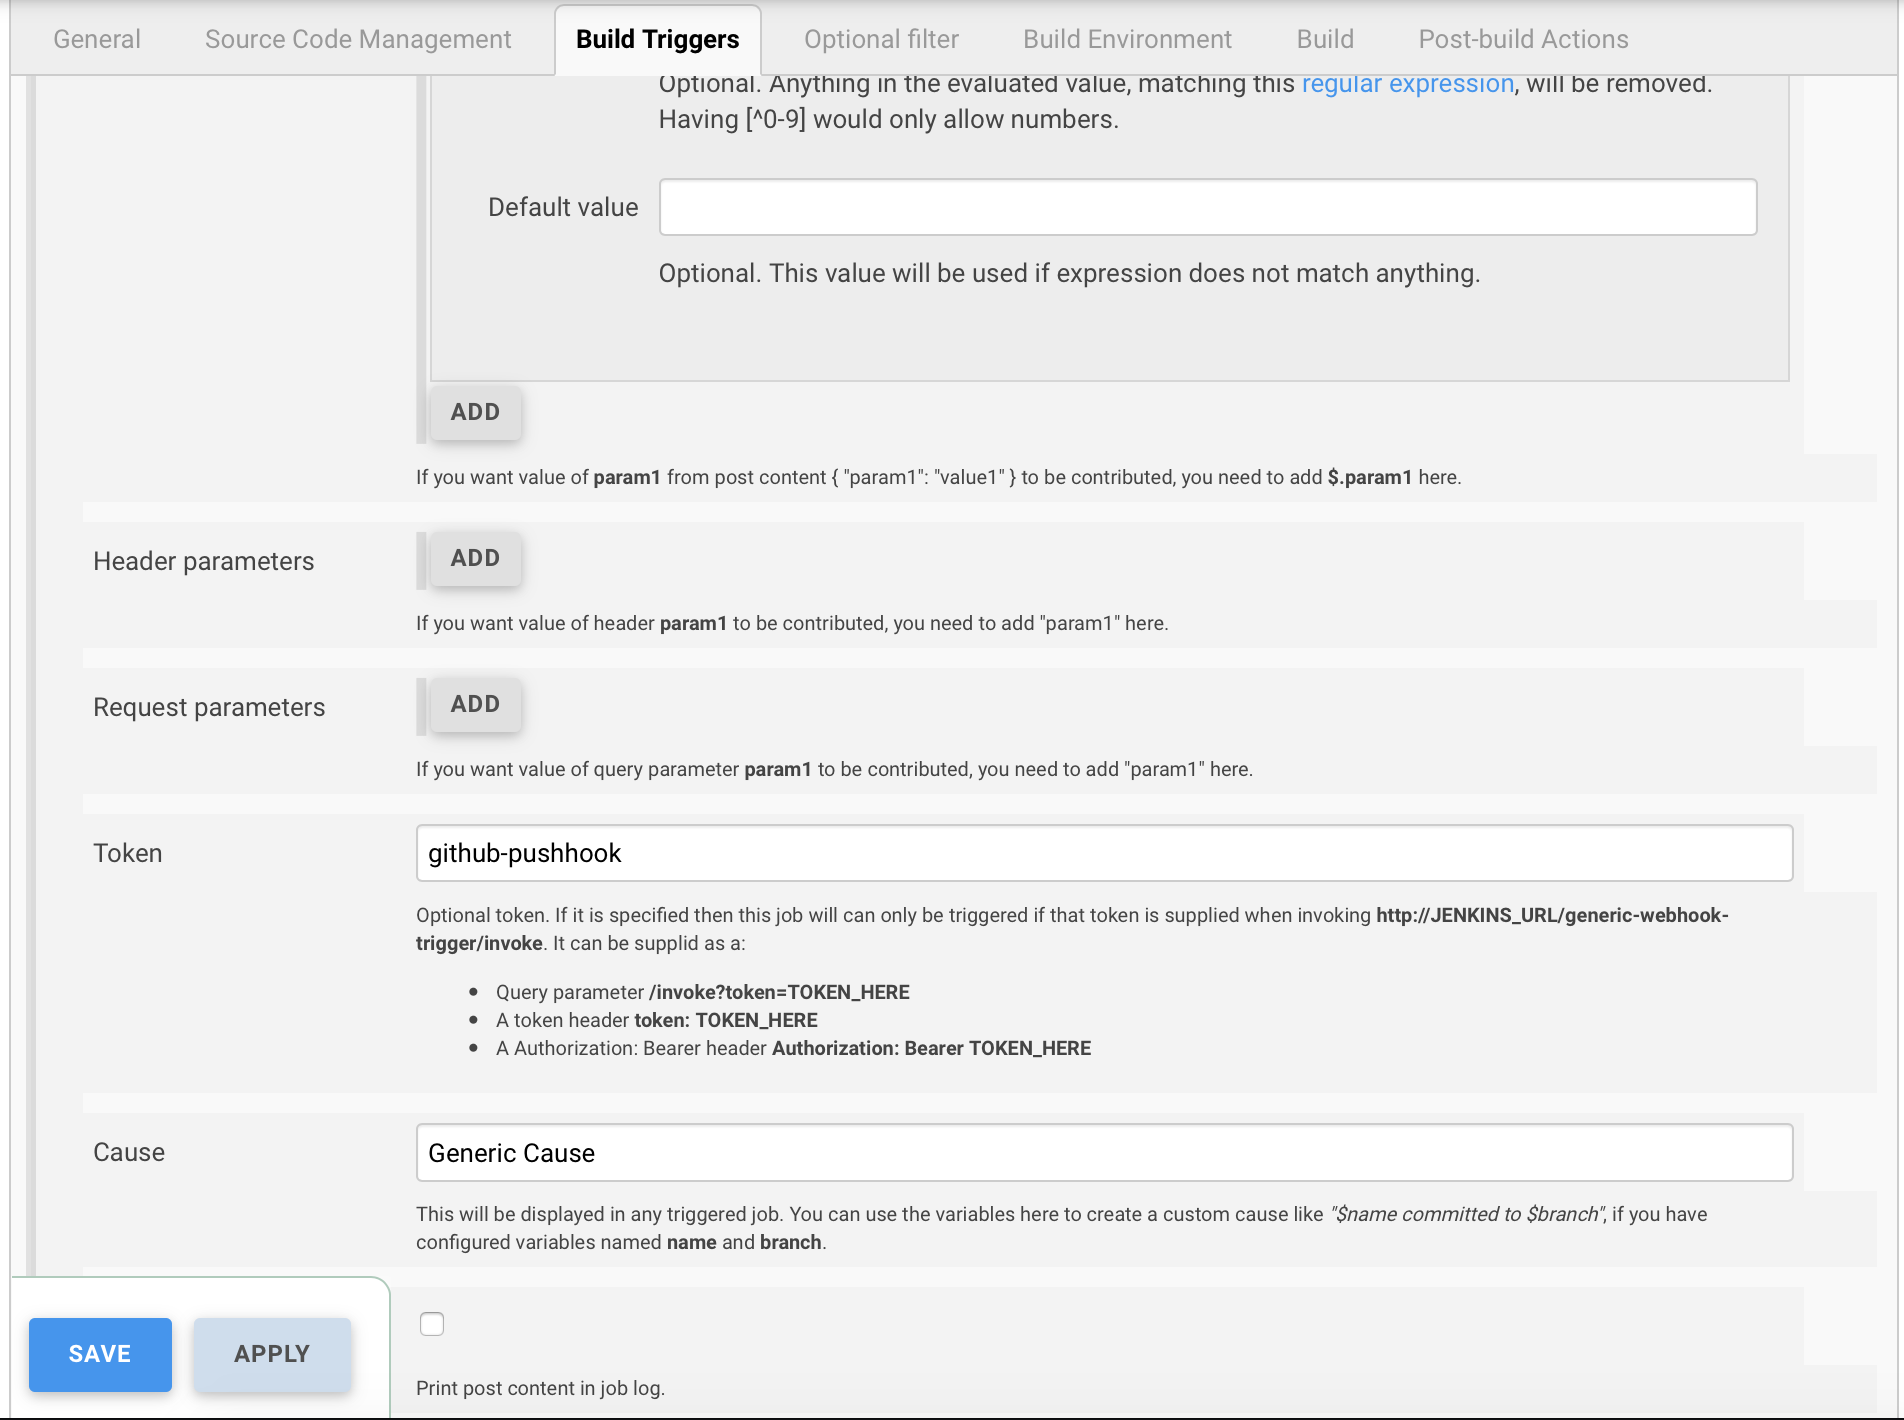 General Source Code Management Build Triggers Optional filter Build Environment Build Post-build Actions
Optional. Anything in the evaluated value, matching this regular expression, will be removed.
Having [^0-9] would only allow numbers.
Default value
Optional. This value will be used if expression does not match anything.
ADD
If you want value of param1 from post content { "param1": "value1" } to be contributed, you need to add $.param1 here.
Header parameters ADD
If you want value of header param1 to be contributed, you need to add "param1" here.
Request parameters ADD
If you want value of query parameter param1 to be contributed, you need to add "param1" here.
Token github-pushhook
Optional token. If it is specified then this job will can only be triggered if that token is supplied when invoking http://JENKINS_URL/generic-webhook-
trigger/invoke. It can be supplid as a:
• Query parameter /invoke?token=TOKEN_HERE
• A token header token: TOKEN_HERE
• A Authorization: Bearer header Authorization: Bearer TOKEN_HERE
Cause Generic Cause
This will be displayed in any triggered job. You can use the variables here to create a custom cause like "$name committed to $branch", if you have
configured variables named name and branch.
SAVE APPLY
Print post content in job log.